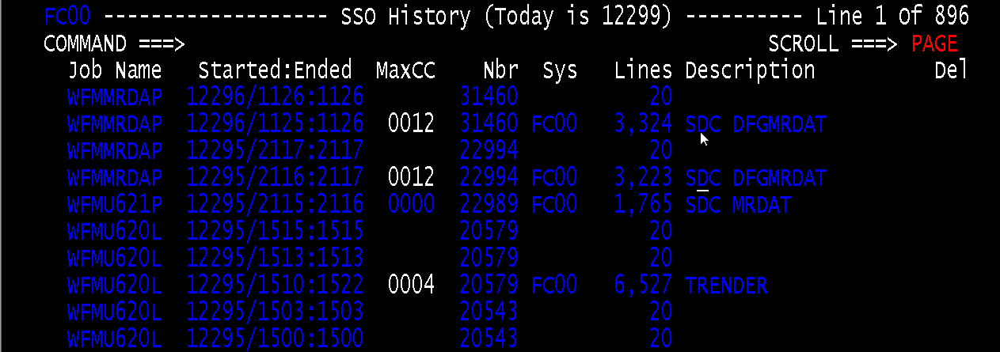 FC00 ------------------- SSO History (Today is 12299) ---------- Line 1 of 896
COMMAND ===> SCROLL ===> PAGE
Job Name Started:Ended MaxCC Nbr Sys Lines Description Del
WFMMRDAP 12296/1126:1126 31460 20
WFMMRDAP 12296/1125:1126 0012 31460 FC00 3,324 SDC DFGMRDAT
WFMMRDAP 12295/2117:2117 22994 20
WFMMRDAP 12295/2116:2117 0012 22994 FC00 3,223 SDC DFGMRDAT
WFMU621P 12295/2115:2116 0000 22989 FC00 1,765 SDC MRDAT
WFMU620L 12295/1515:1515 20579 20
WFMU620L 12295/1513:1513 20579 20
WFMU620L 12295/1510:1522 0004 20579 FC00 6,527 TRENDER
WFMU620L 12295/1503:1503 20543 20
WFMU620L 12295/1500:1500 20543 20